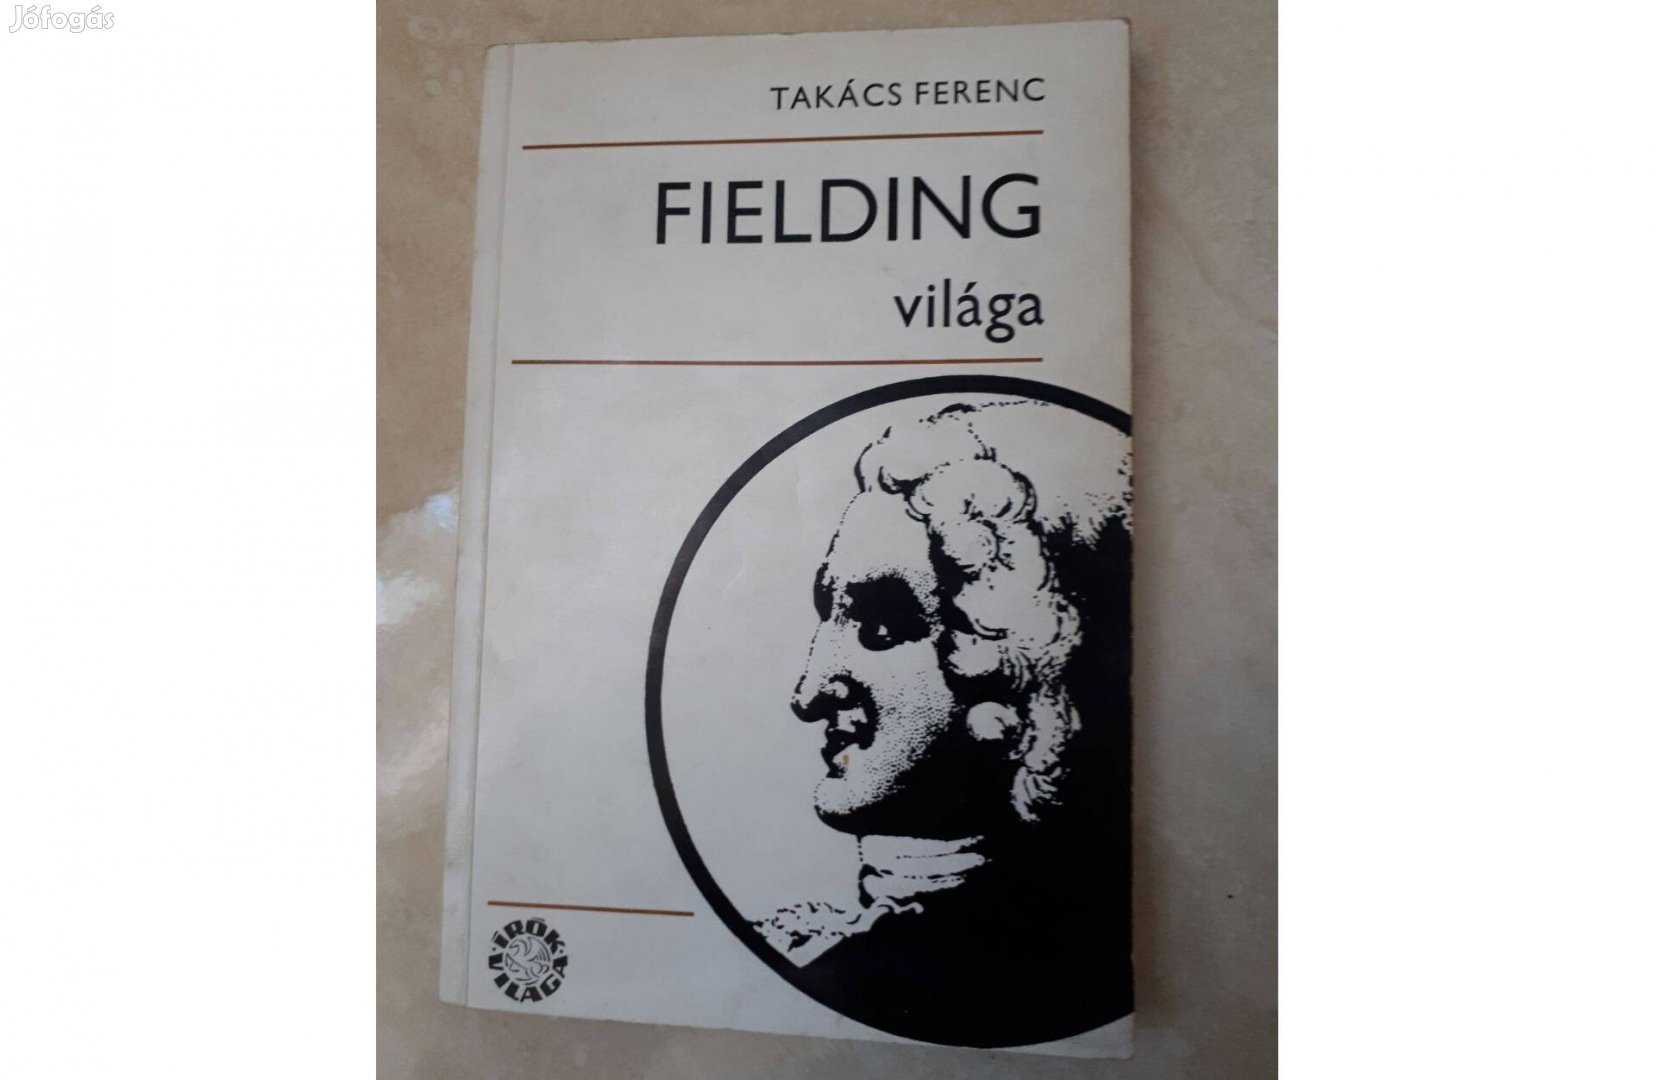 Jófogás
TAKÁCS FERENC
FIELDING
világa
ÍRÓK
VILÁGA